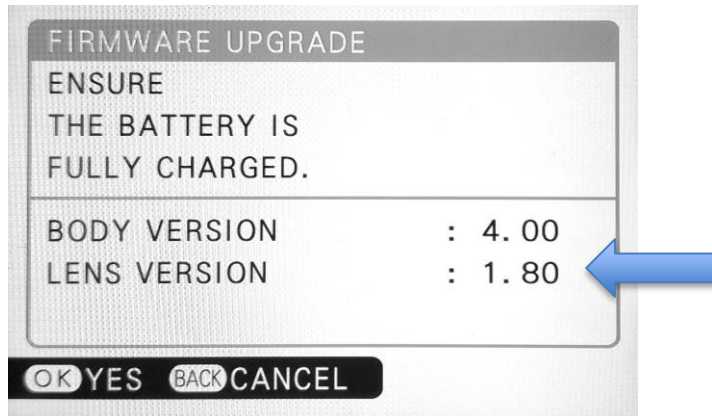 FIRMWARE UPGRADE
ENSURE
THE BATTERY IS
FULLY CHARGED.
BODY VERSION : 4.00
LENS VERSION : 1.80
OK YES BACK CANCEL